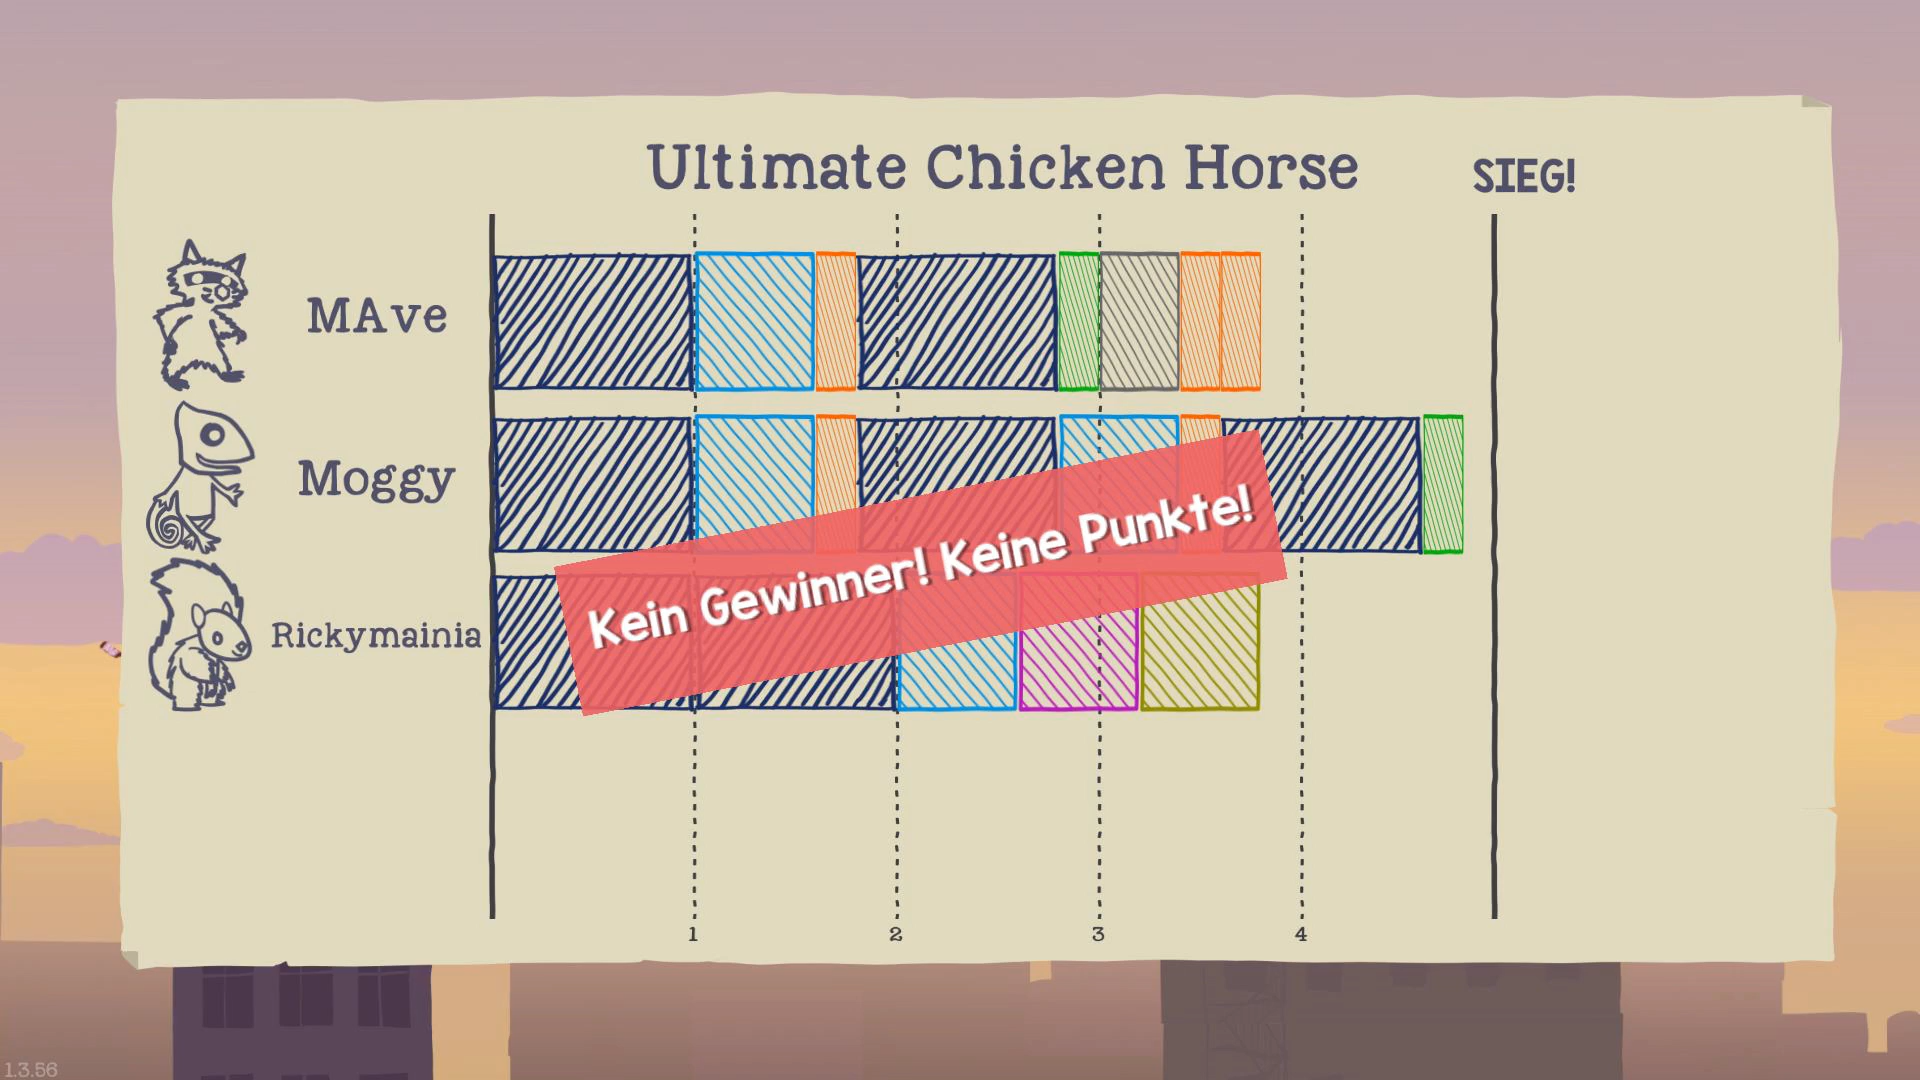 Ultimate Chicken Horse
SIEG!
MAve
Moggy
Kein Gewinner! Keine Punkte!
Rickymainia
1 2 3 4
1.3.56